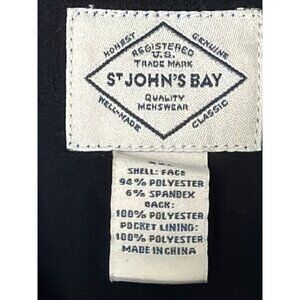 HONEST
GENUINE
REGISTERED
U.S.
TRADE MARK
ST JOHN'S BAY
QUALITY
MENSWEAR
WELL-MADE
CLASSIC
SHELL: FACE
94% POLYESTER
6% SPANDEX
BACK:
100% POLYESTER
POCKET LINING:
100% POLYESTER
MADE IN CHINA